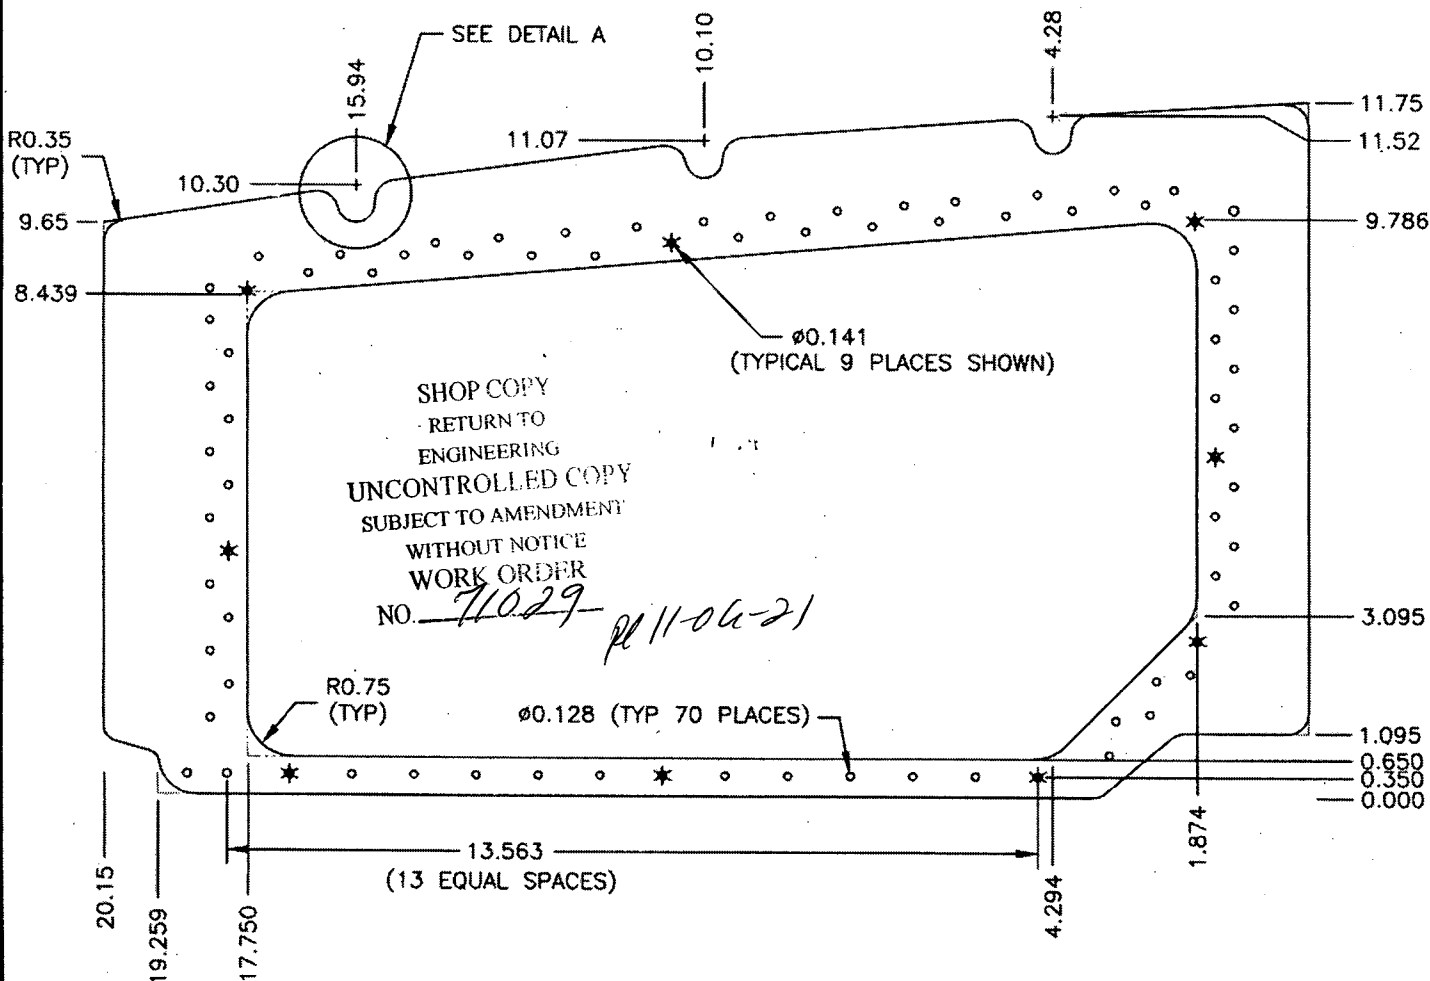 SEE DETAIL A
15.94
10.10
4.28
R0.35
(TYP)
11.07
10.30
9.65
8.439
11.75
11.52
9.786
ø0.141
(TYPICAL 9 PLACES SHOWN)
SHOP COPY
RETURN TO
ENGINEERING
UNCONTROLLED COPY
SUBJECT TO AMENDMENT
WITHOUT NOTICE
WORK ORDER
NO. 71029
11-06-21
R0.75
(TYP)
ø0.128 (TYP 70 PLACES)
3.095
1.095
0.650
0.350
0.000
13.563
(13 EQUAL SPACES)
20.15
19.259
17.750
4.294
1.874